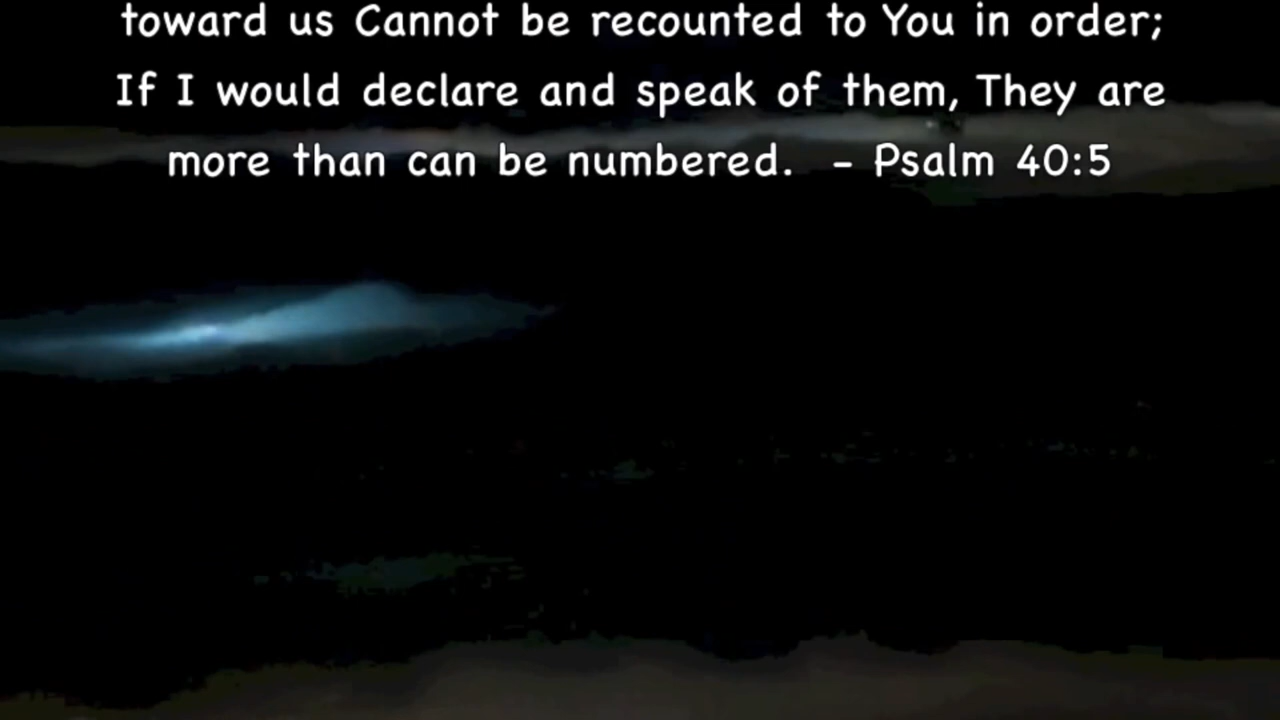 toward us Cannot be recounted to You in order;
If I would declare and speak of them, They are
more than can be numbered. - Psalm 40:5